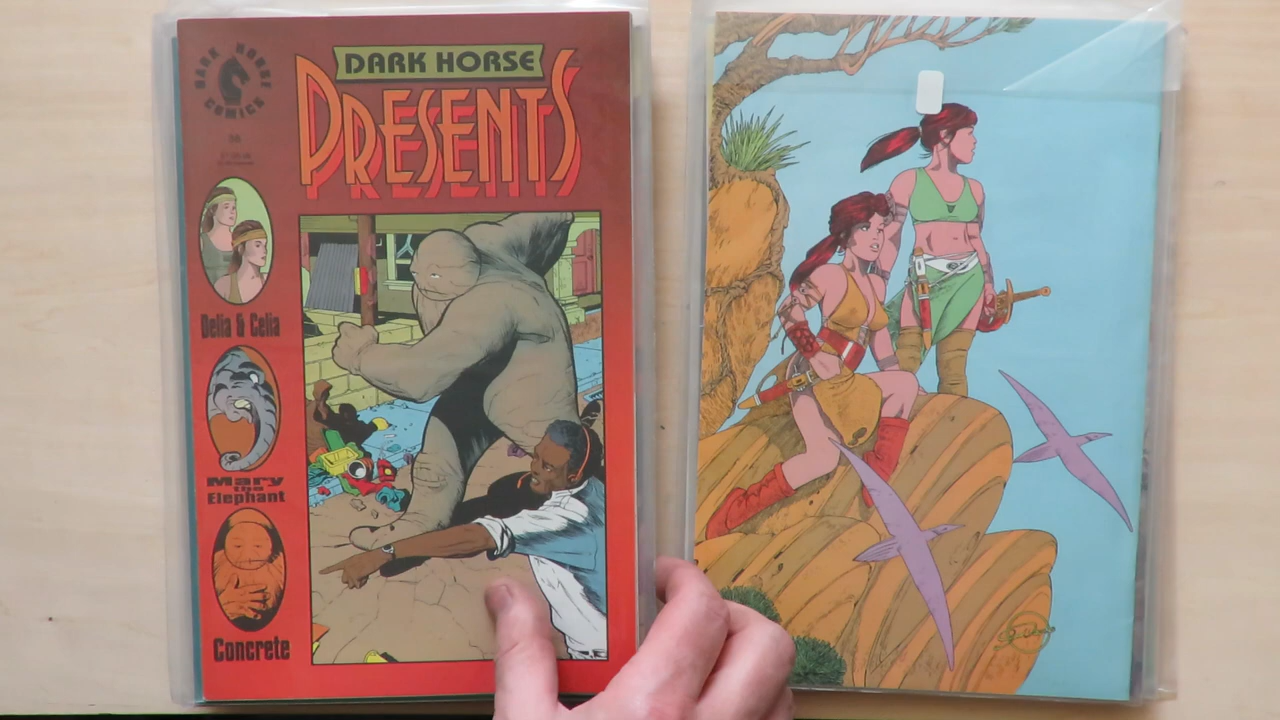 DARK HORSE
COMICS
DARK HORSE
PRESENTS
Delia & Celia
Mary
the
Elephant
Concrete